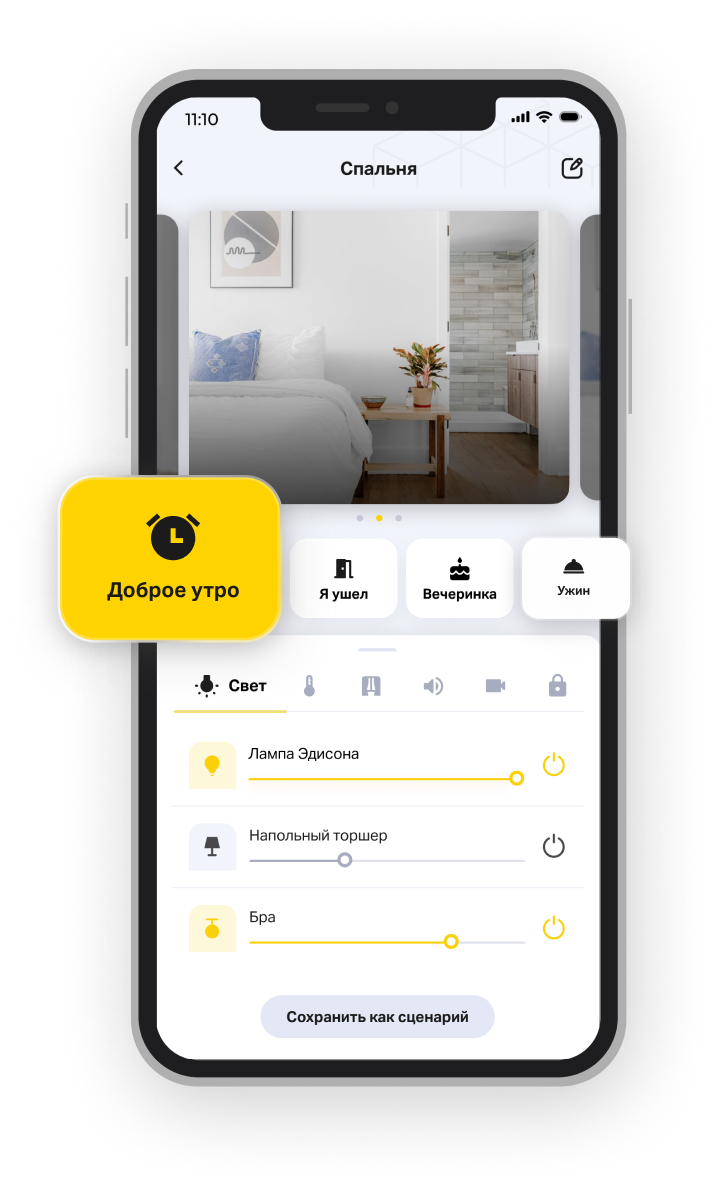 11:10
Спальня
Доброе утро
Я ушел
Вечеринка
Ужин
Свет
Лампа Эдисона
Напольный торшер
Бра
Сохранить как сценарий